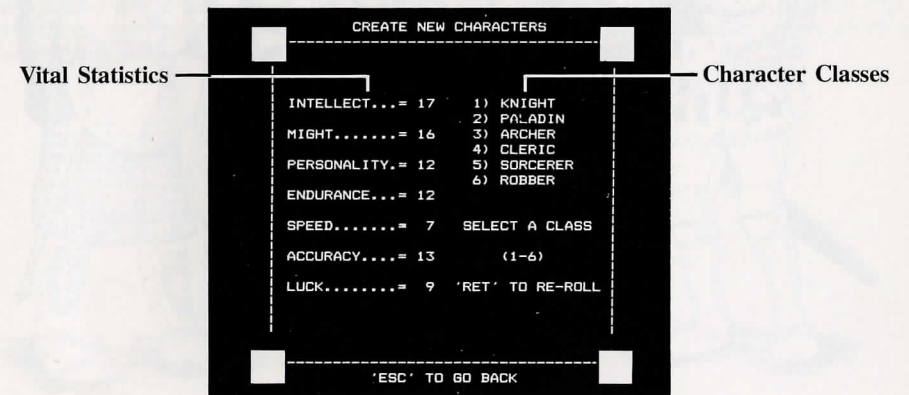 CREATE NEW CHARACTERS
Vital Statistics
Character Classes
INTELLECT...= 17
MIGHT.......= 16
PERSONALITY.= 12
ENDURANCE...= 12
SPEED.......= 7
ACCURACY....= 13
LUCK........= 9
1) KNIGHT
2) PALADIN
3) ARCHER
4) CLERIC
5) SORCERER
6) ROBBER
SELECT A CLASS
(1-6)
'RET' TO RE-ROLL
'ESC' TO GO BACK